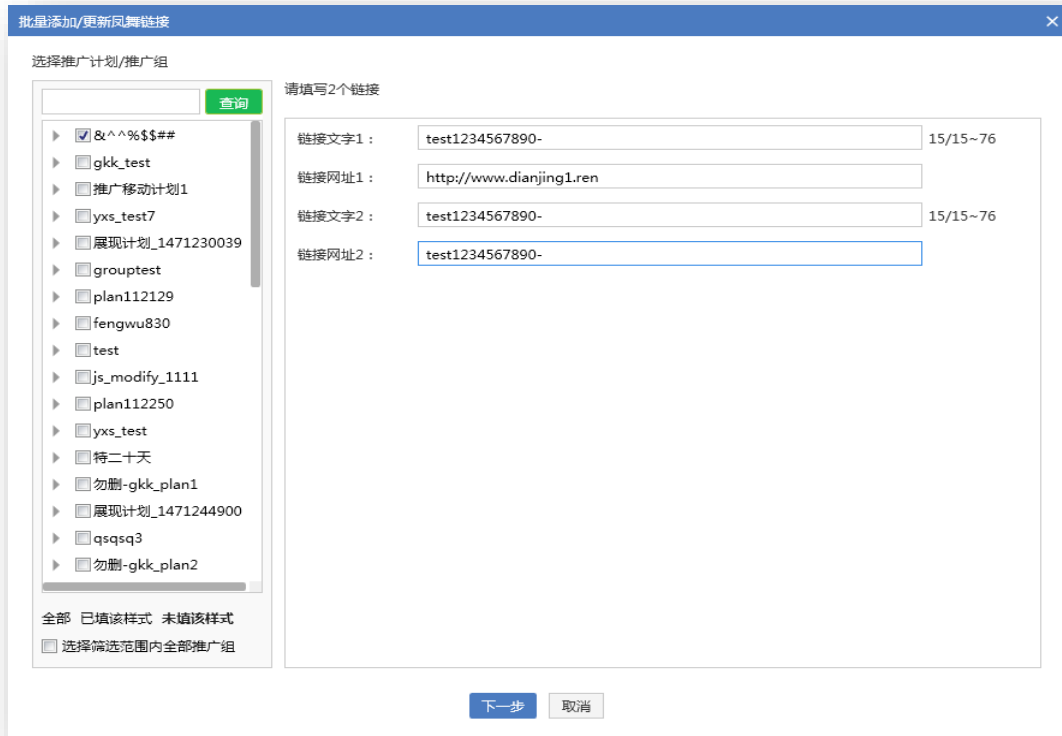 批量添加/更新凤舞链接
选择推广计划/推广组
查询
&^^%$$##
gkk_test
推广移动计划1
yxs_test7
展现计划_1471230039
grouptest
plan112129
fengwu830
test
js_modify_1111
plan112250
yxs_test
特二十天
勿删-gkk_plan1
展现计划_1471244900
qsqsq3
勿删-gkk_plan2
全部 已填该样式 未填该样式
选择筛选范围内全部推广组
请填写2个链接
链接文字1： test1234567890- 15/15~76
链接网址1： http://www.dianjing1.ren
链接文字2： test1234567890- 15/15~76
链接网址2： test1234567890-
下一步 取消